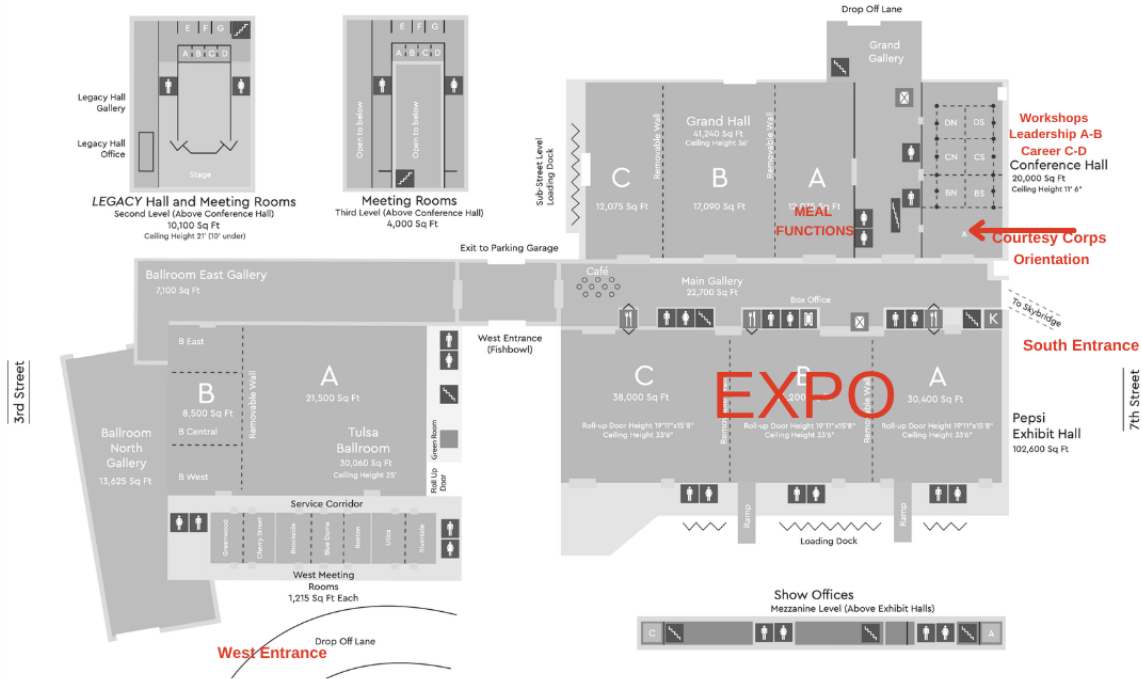 E F G
A B C D
Legacy Hall
Gallery
Legacy Hall
Office
Stage
LEGACY Hall and Meeting Rooms
Second Level (Above Conference Hall)
10,100 Sq Ft
Ceiling Height 21' (10' under)
E F G
A B C D
Open to below
Open to below
Meeting Rooms
Third Level (Above Conference Hall)
4,000 Sq Ft
Drop Off Lane
Grand
Gallery
Sub-Street Level
Loading Dock
Removable Wall
Removable Wall
Grand Hall
41,240 Sq Ft
Ceiling Height 36'
C
12,075 Sq Ft
B
17,090 Sq Ft
A
12,075 Sq Ft
MEAL
FUNCTIONS
DN DS
CN CS
BN BS
A
Workshops
Leadership A-B
Career C-D
Conference Hall
20,000 Sq Ft
Ceiling Height 11' 6"
Courtesy Corps
Orientation
Exit to Parking Garage
Ballroom East Gallery
7,100 Sq Ft
Café
Main Gallery
22,700 Sq Ft
Box Office
K
To Skybridge
West Entrance
(Fishbowl)
South Entrance
3rd Street
7th Street
B East
B
8,500 Sq Ft
B Central
B West
Removable Wall
A
21,500 Sq Ft
Tulsa
Ballroom
30,060 Sq Ft
Ceiling Height 25'
Green Room
Roll Up
Door
Ballroom
North
Gallery
13,625 Sq Ft
Service Corridor
Greenwood
Cherry Street
Brookside
Blue Dome
Boston
Utica
Riverside
West Meeting
Rooms
1,215 Sq Ft Each
Drop Off Lane
West Entrance
C
38,000 Sq Ft
Roll-up Door Height 19'11"x15'8"
Ceiling Height 33'6"
Removable Wall
EXPO
B
Roll-up Door Height 19'11"x15'8"
Ceiling Height 33'6"
Removable Wall
A
30,400 Sq Ft
Roll-up Door Height 19'11"x15'8"
Ceiling Height 33'6"
Pepsi
Exhibit Hall
102,600 Sq Ft
Ramp
Ramp
Loading Dock
Show Offices
Mezzanine Level (Above Exhibit Halls)
C
A